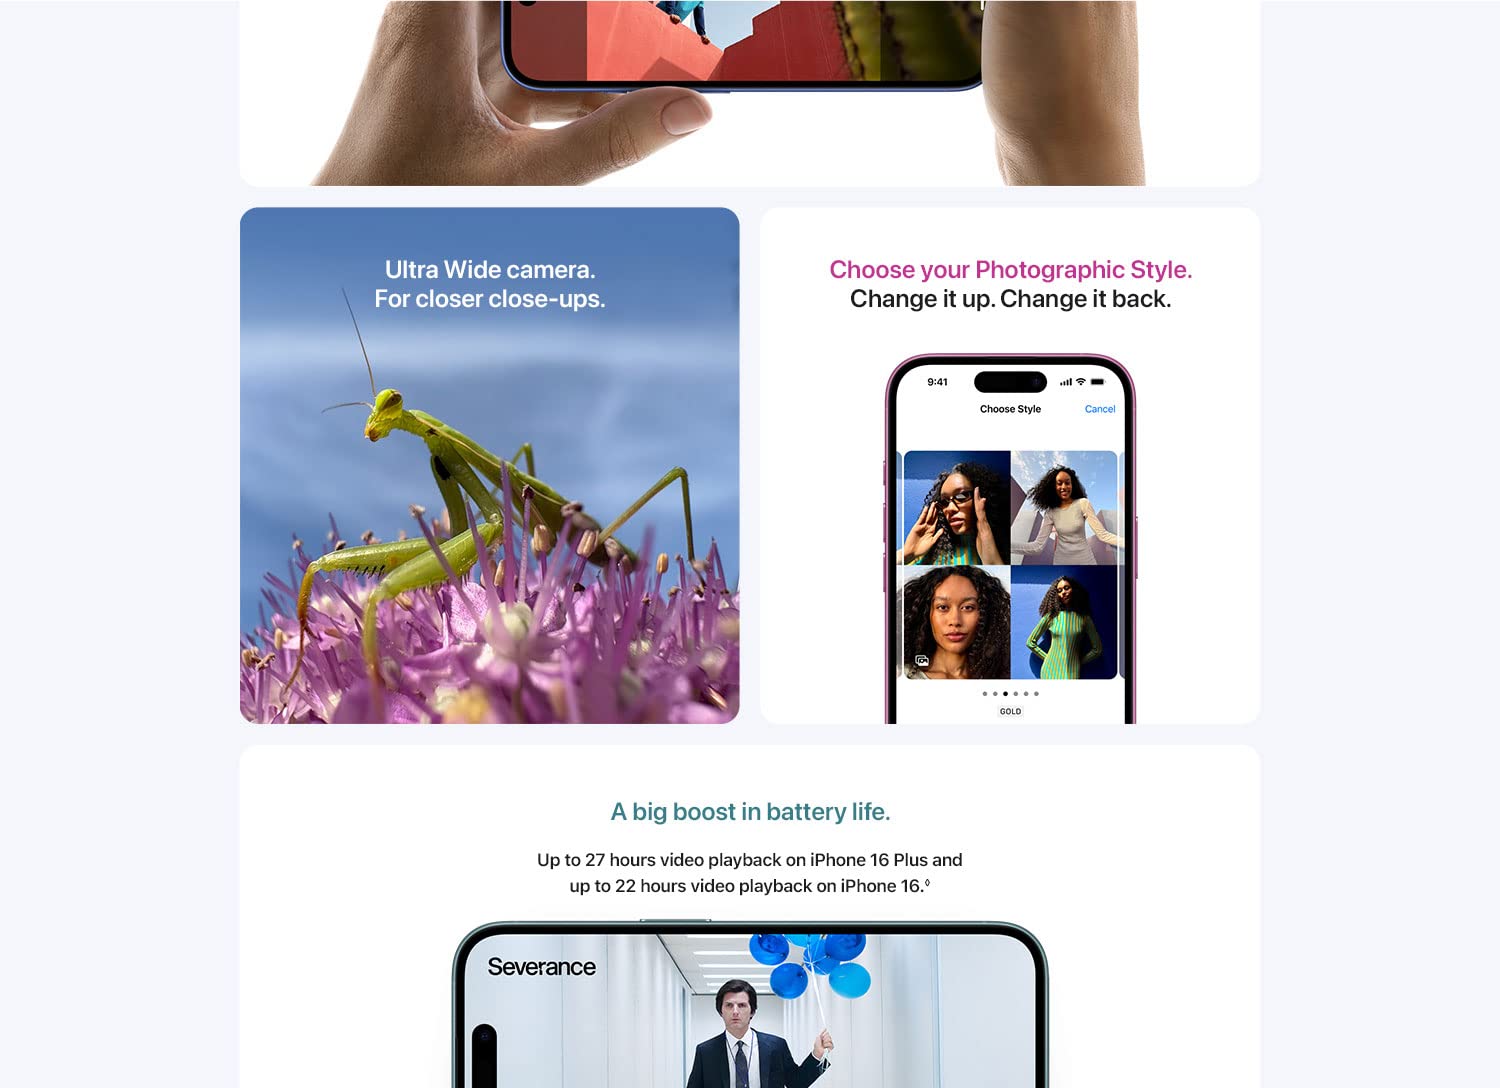 Ultra Wide camera.
For closer close-ups.
Choose your Photographic Style.
Change it up. Change it back.
9:41
Choose Style
Cancel
GOLD
A big boost in battery life.
Up to 27 hours video playback on iPhone 16 Plus and
up to 22 hours video playback on iPhone 16.◊
Severance